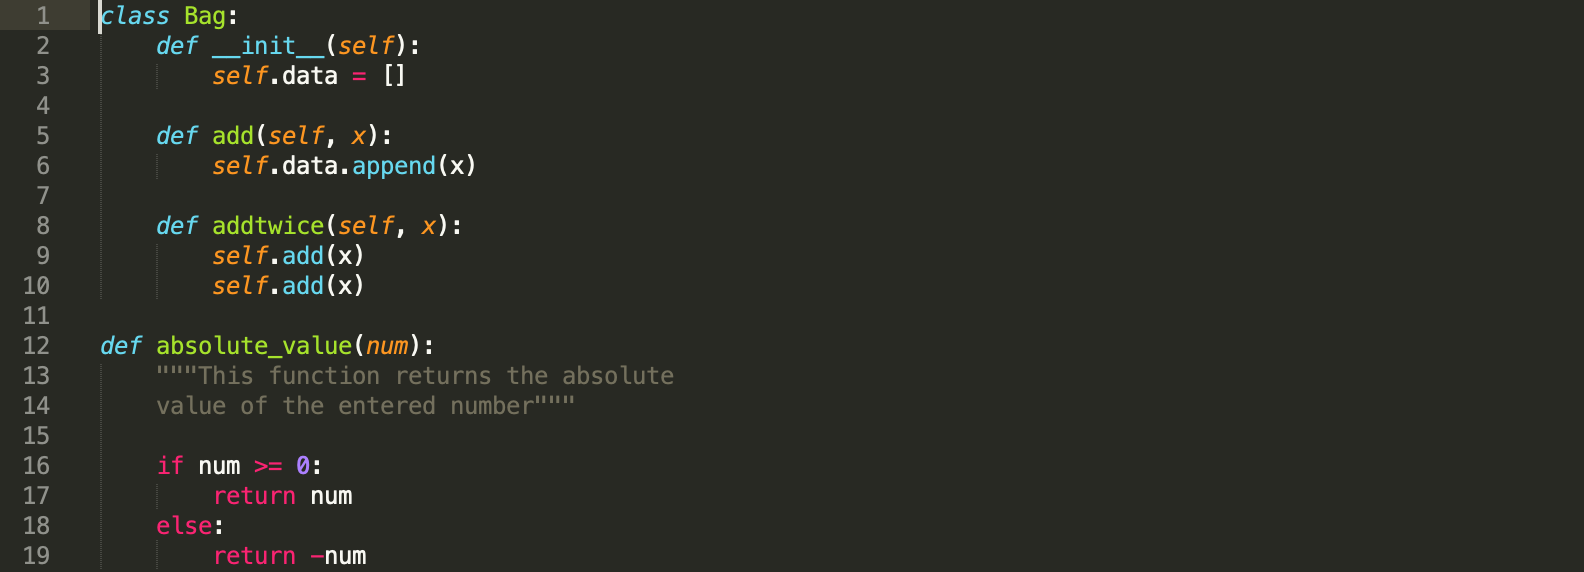 1 class Bag:
2     def __init__(self):
3         self.data = []
4
5     def add(self, x):
6         self.data.append(x)
7
8     def addtwice(self, x):
9         self.add(x)
10         self.add(x)
11
12 def absolute_value(num):
13     """This function returns the absolute
14     value of the entered number"""
15
16     if num >= 0:
17         return num
18     else:
19         return -num